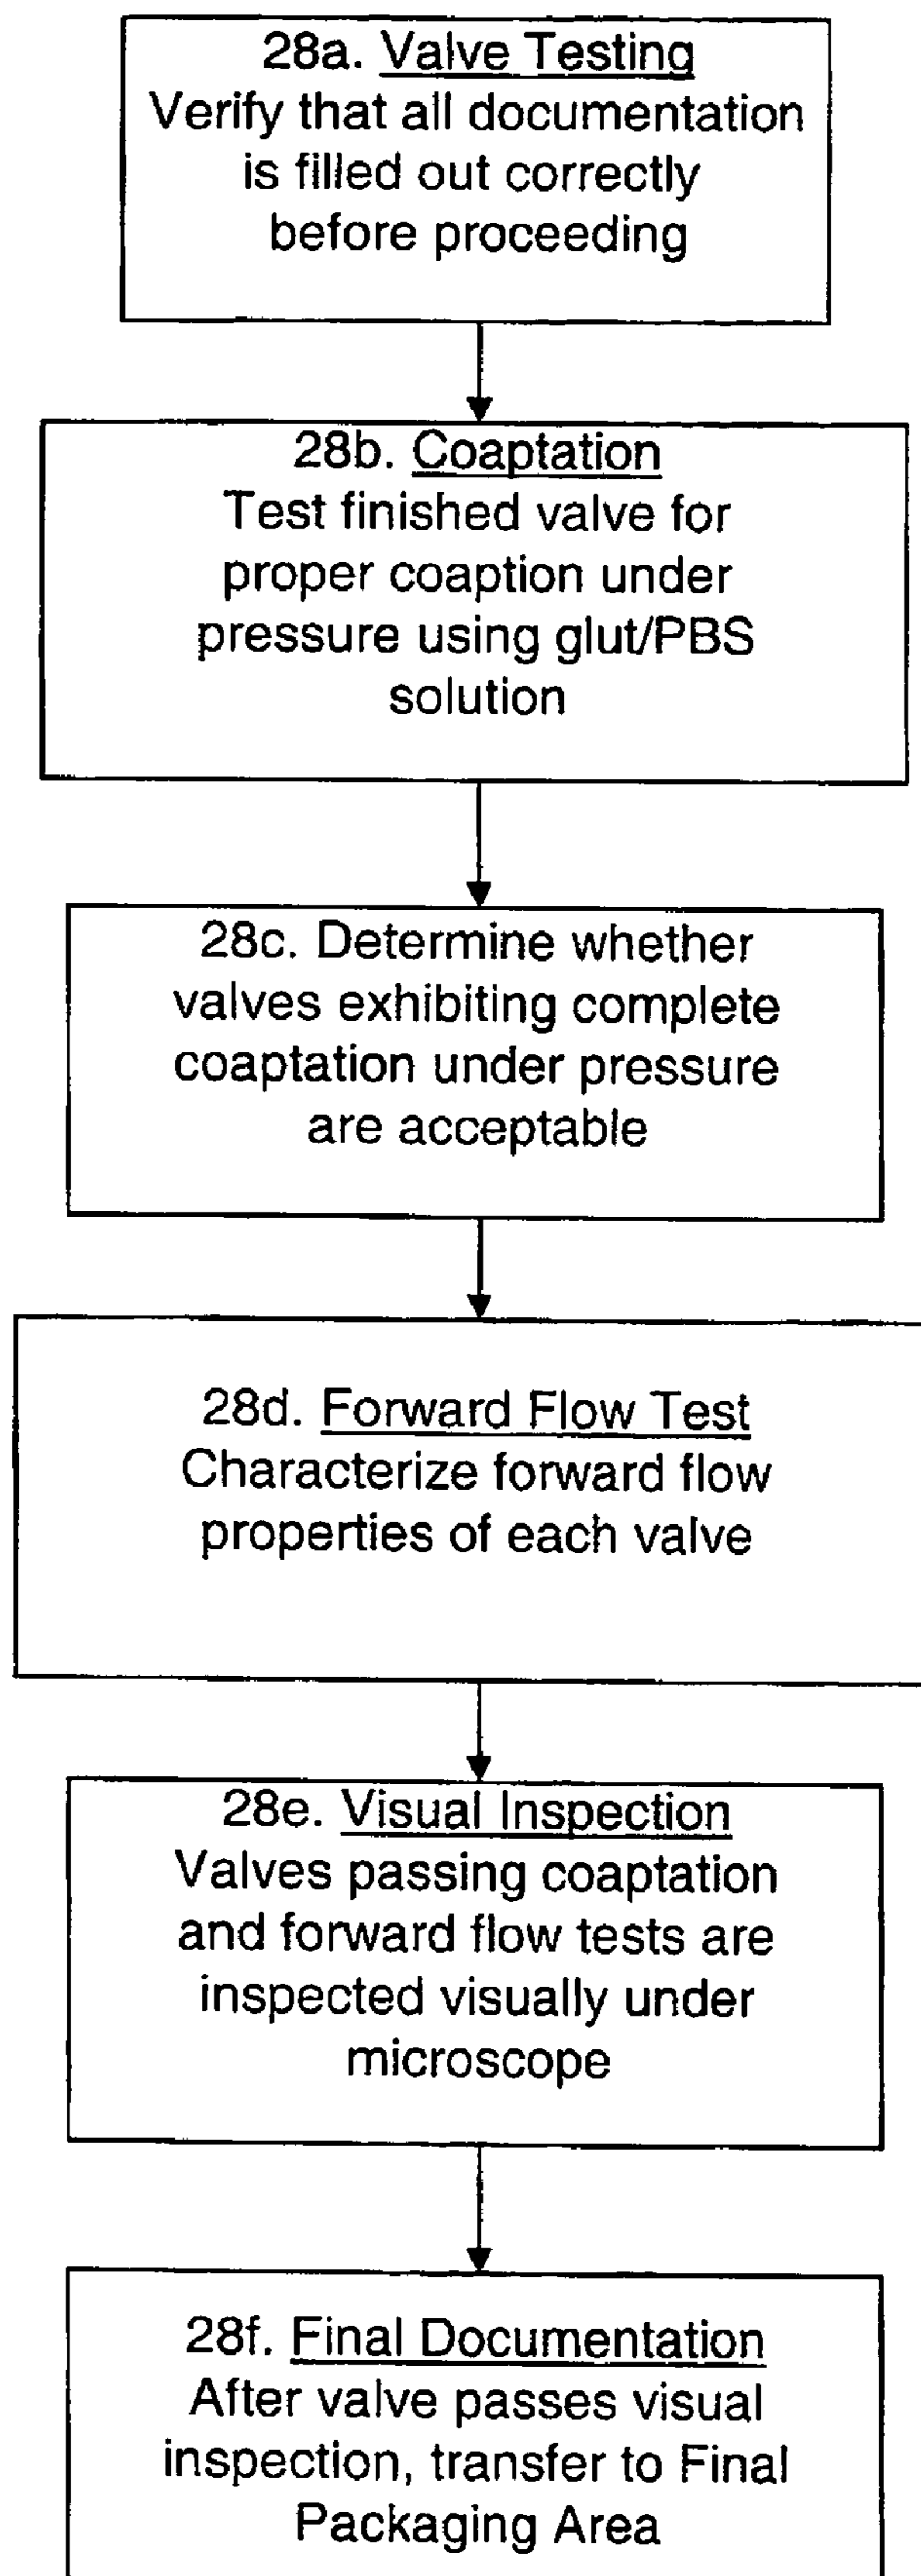 28a. Valve Testing
Verify that all documentation
is filled out correctly
before proceeding
28b. Coaptation
Test finished valve for
proper coaption under
pressure using glut/PBS
solution
28c. Determine whether
valves exhibiting complete
coaptation under pressure
are acceptable
28d. Forward Flow Test
Characterize forward flow
properties of each valve
28e. Visual Inspection
Valves passing coaptation
and forward flow tests are
inspected visually under
microscope
28f. Final Documentation
After valve passes visual
inspection, transfer to Final
Packaging Area